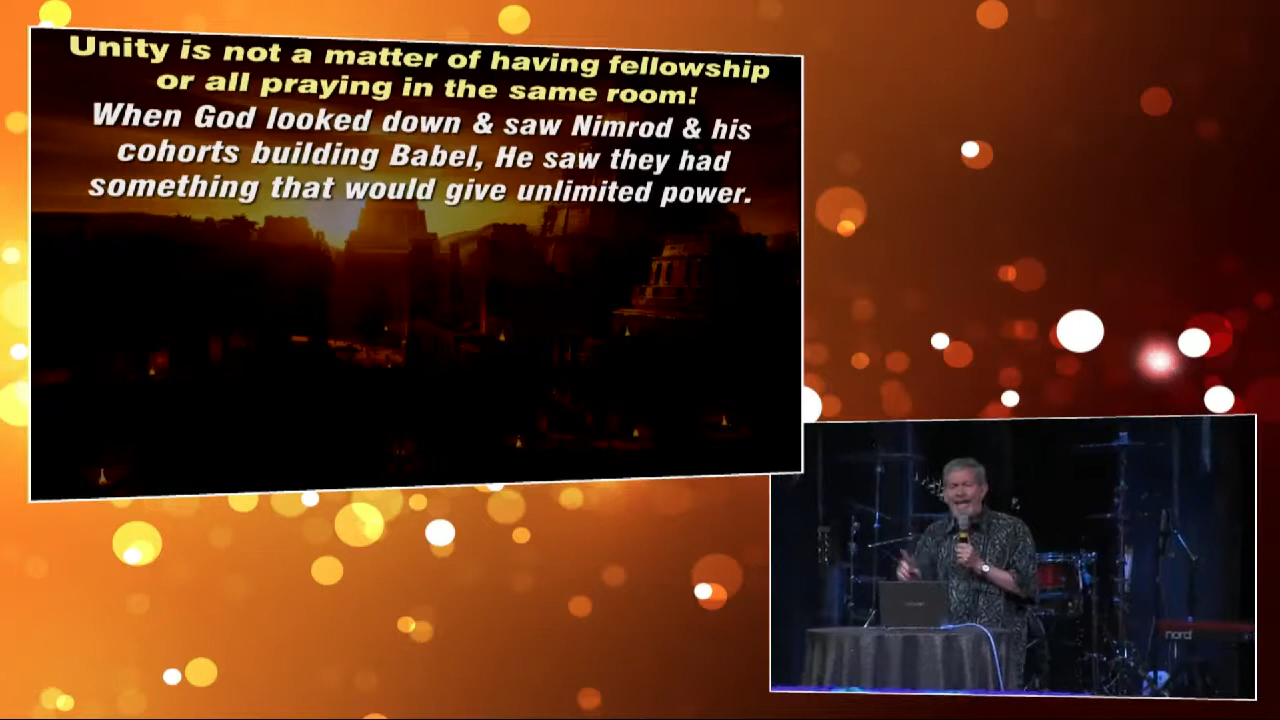 Unity is not a matter of having fellowship
or all praying in the same room!
When God looked down & saw Nimrod & his
cohorts building Babel, He saw they had
something that would give unlimited power.
nord